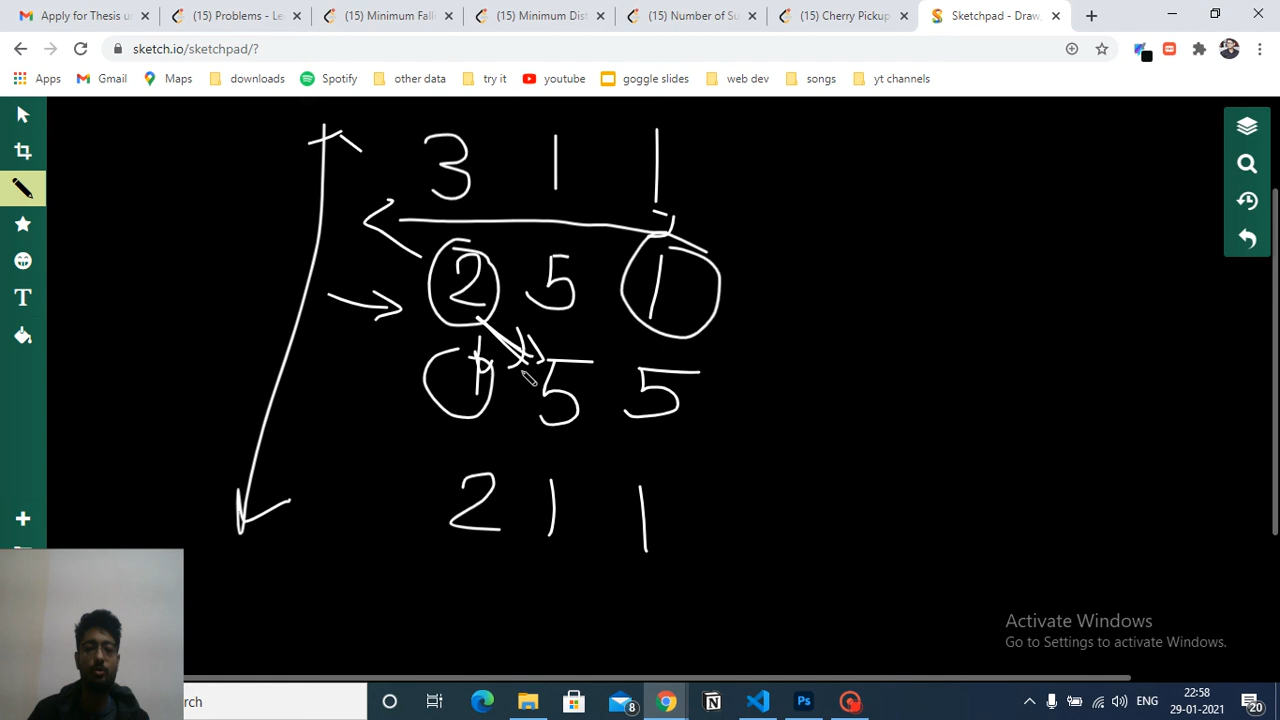 Apply for Thesis u
(15) Problems - Le
(15) Minimum Fall
(15) Minimum Dist
(15) Number of Su
(15) Cherry Pickup
Sketchpad - Draw,
sketch.io/sketchpad/?
Apps Gmail Maps downloads Spotify other data try it youtube goggle slides web dev songs yt channels
3 1 1
2 5 1
1 5 5
2 1 1
T
Activate Windows
Go to Settings to activate Windows.
rch
8
ENG
22:58
29-01-2021
20